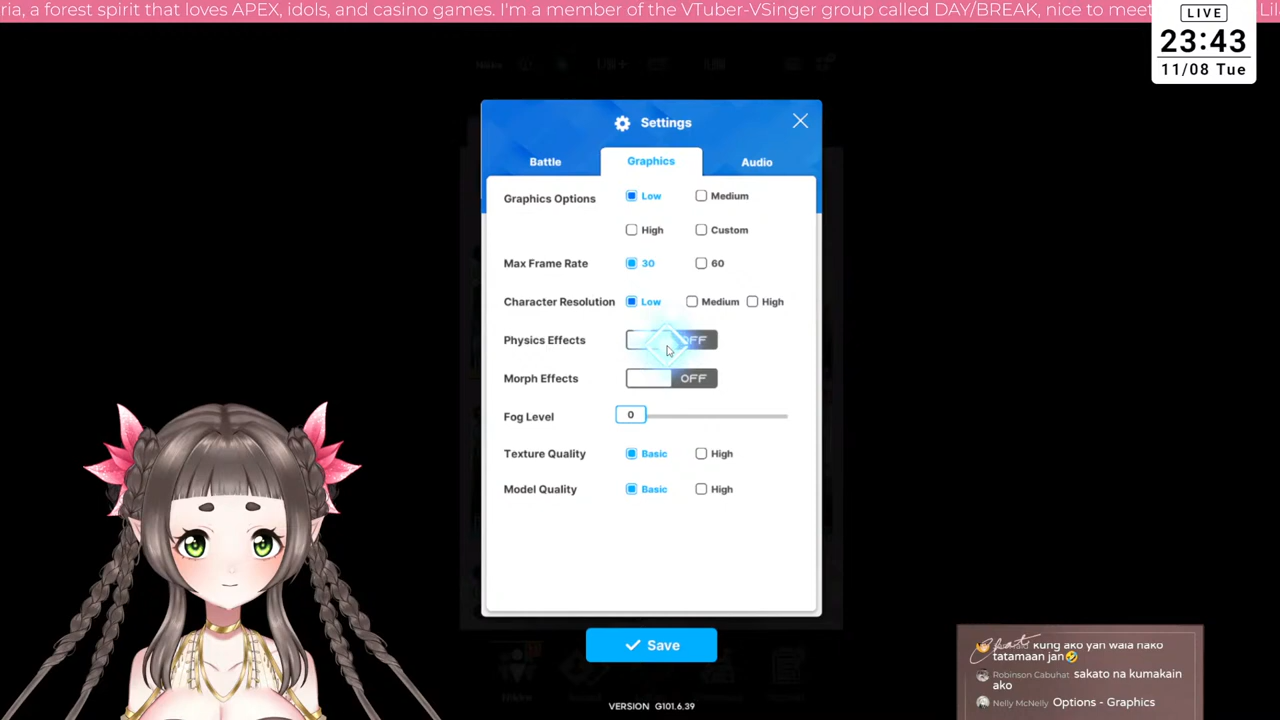 ria, a forest spirit that loves APEX, idols, and casino games. I'm a member of the VTuber-VSinger group called DAY/BREAK, nice to meet
Lil
LIVE
23:43
11/08 Tue
Settings
Battle Graphics Audio
Graphics Options Low Medium
High Custom
Max Frame Rate 30 60
Character Resolution Low Medium High
Physics Effects OFF
Morph Effects OFF
Fog Level 0
Texture Quality Basic High
Model Quality Basic High
Save
VERSION G101.6.39
Chat
kung ako yan wala nako
tatamaan jan🤣
Robinson Cabuhat sakato na kumakain
ako
Nelly McNelly Options - Graphics